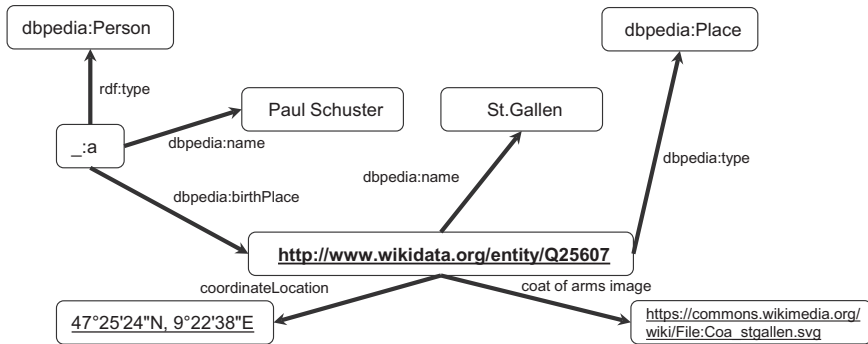 dbpedia:Person
dbpedia:Place
rdf:type
Paul Schuster
St.Gallen
_:a
dbpedia:name
dbpedia:type
dbpedia:name
dbpedia:birthPlace
http://www.wikidata.org/entity/Q25607
coordinateLocation
coat of arms image
47°25'24"N, 9°22'38"E
https://commons.wikimedia.org/
wiki/File:Coa_stgallen.svg